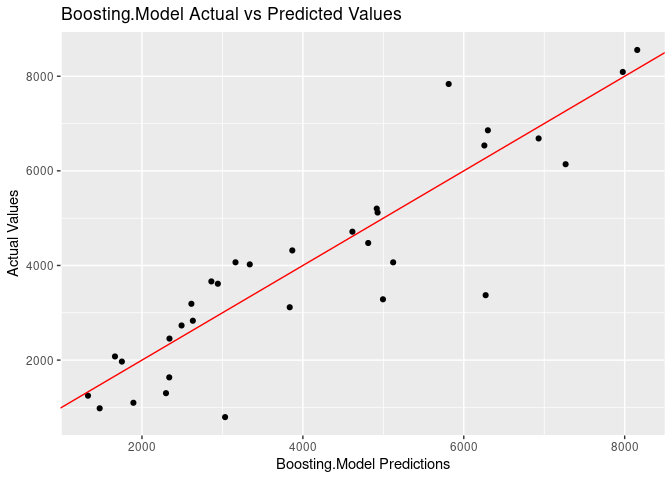 Boosting.Model Actual vs Predicted Values
Actual Values
8000
6000
4000
2000
2000 4000 6000 8000
Boosting.Model Predictions